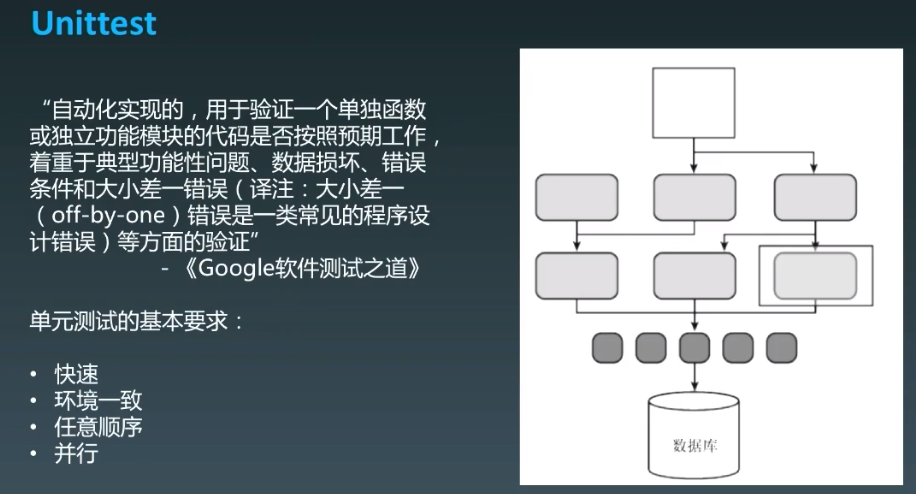 Unittest
“自动化实现的，用于验证一个单独函数
或独立功能模块的代码是否按照预期工作，
着重于典型功能性问题、数据损坏、错误
条件和大小差一错误（译注：大小差一
（off-by-one）错误是一类常见的程序设
计错误）等方面的验证”
- 《Google软件测试之道》
单元测试的基本要求：
• 快速
• 环境一致
• 任意顺序
• 并行
数据库